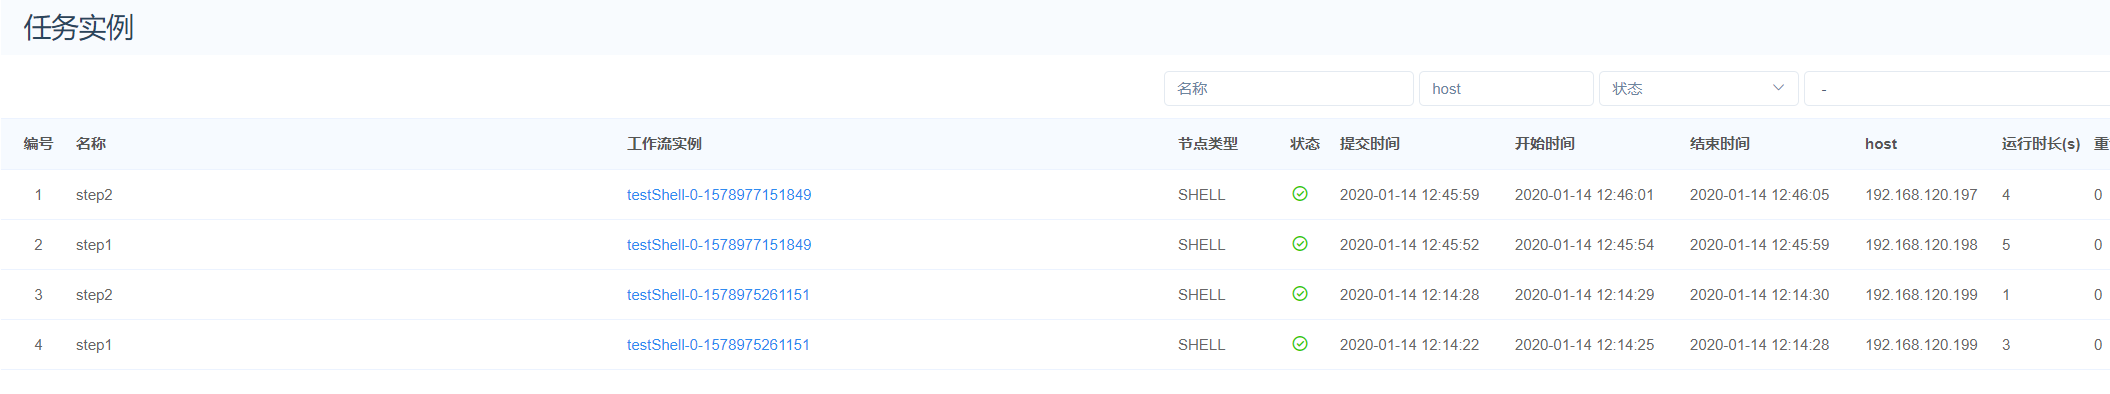 任务实例
名称 host 状态 -
编号 名称 工作流实例 节点类型 状态 提交时间 开始时间 结束时间 host 运行时长(s) 重
1 step2 testShell-0-1578977151849 SHELL 2020-01-14 12:45:59 2020-01-14 12:46:01 2020-01-14 12:46:05 192.168.120.197 4 0
2 step1 testShell-0-1578977151849 SHELL 2020-01-14 12:45:52 2020-01-14 12:45:54 2020-01-14 12:45:59 192.168.120.198 5 0
3 step2 testShell-0-1578975261151 SHELL 2020-01-14 12:14:28 2020-01-14 12:14:29 2020-01-14 12:14:30 192.168.120.199 1 0
4 step1 testShell-0-1578975261151 SHELL 2020-01-14 12:14:22 2020-01-14 12:14:25 2020-01-14 12:14:28 192.168.120.199 3 0